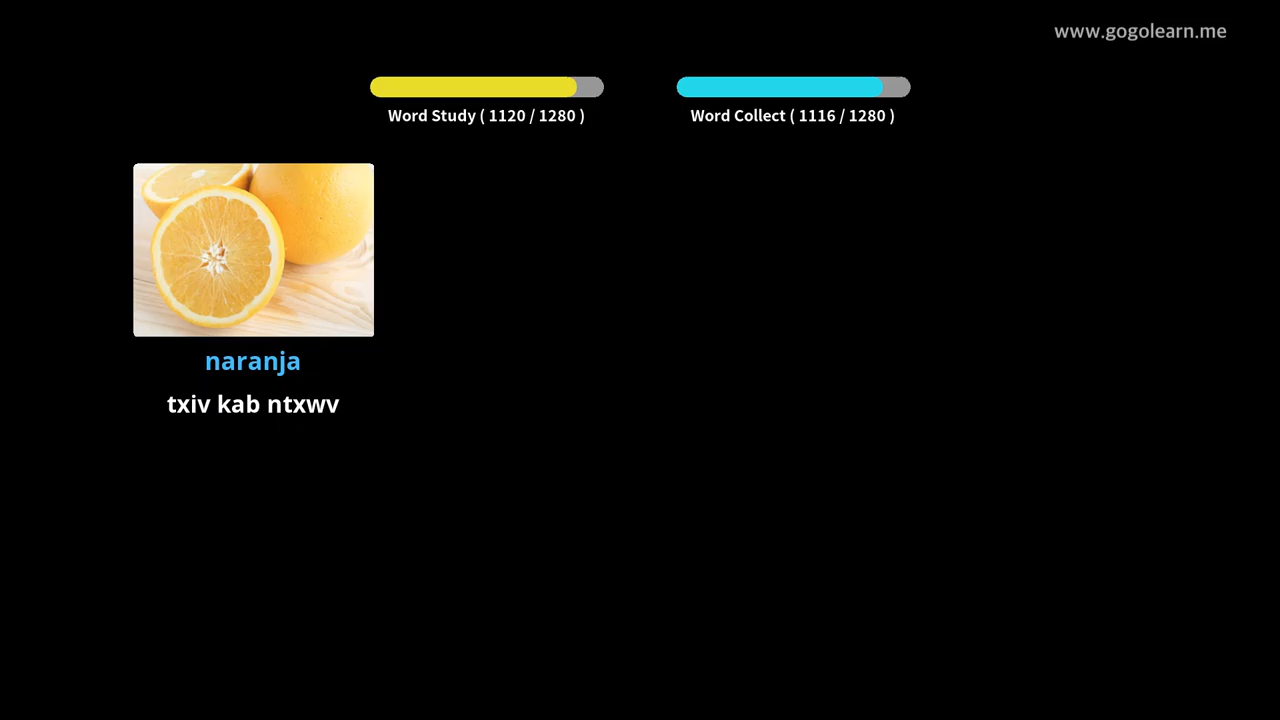 www.gogolearn.me
Word Study ( 1120 / 1280 )
Word Collect ( 1116 / 1280 )
naranja
txiv kab ntxwv